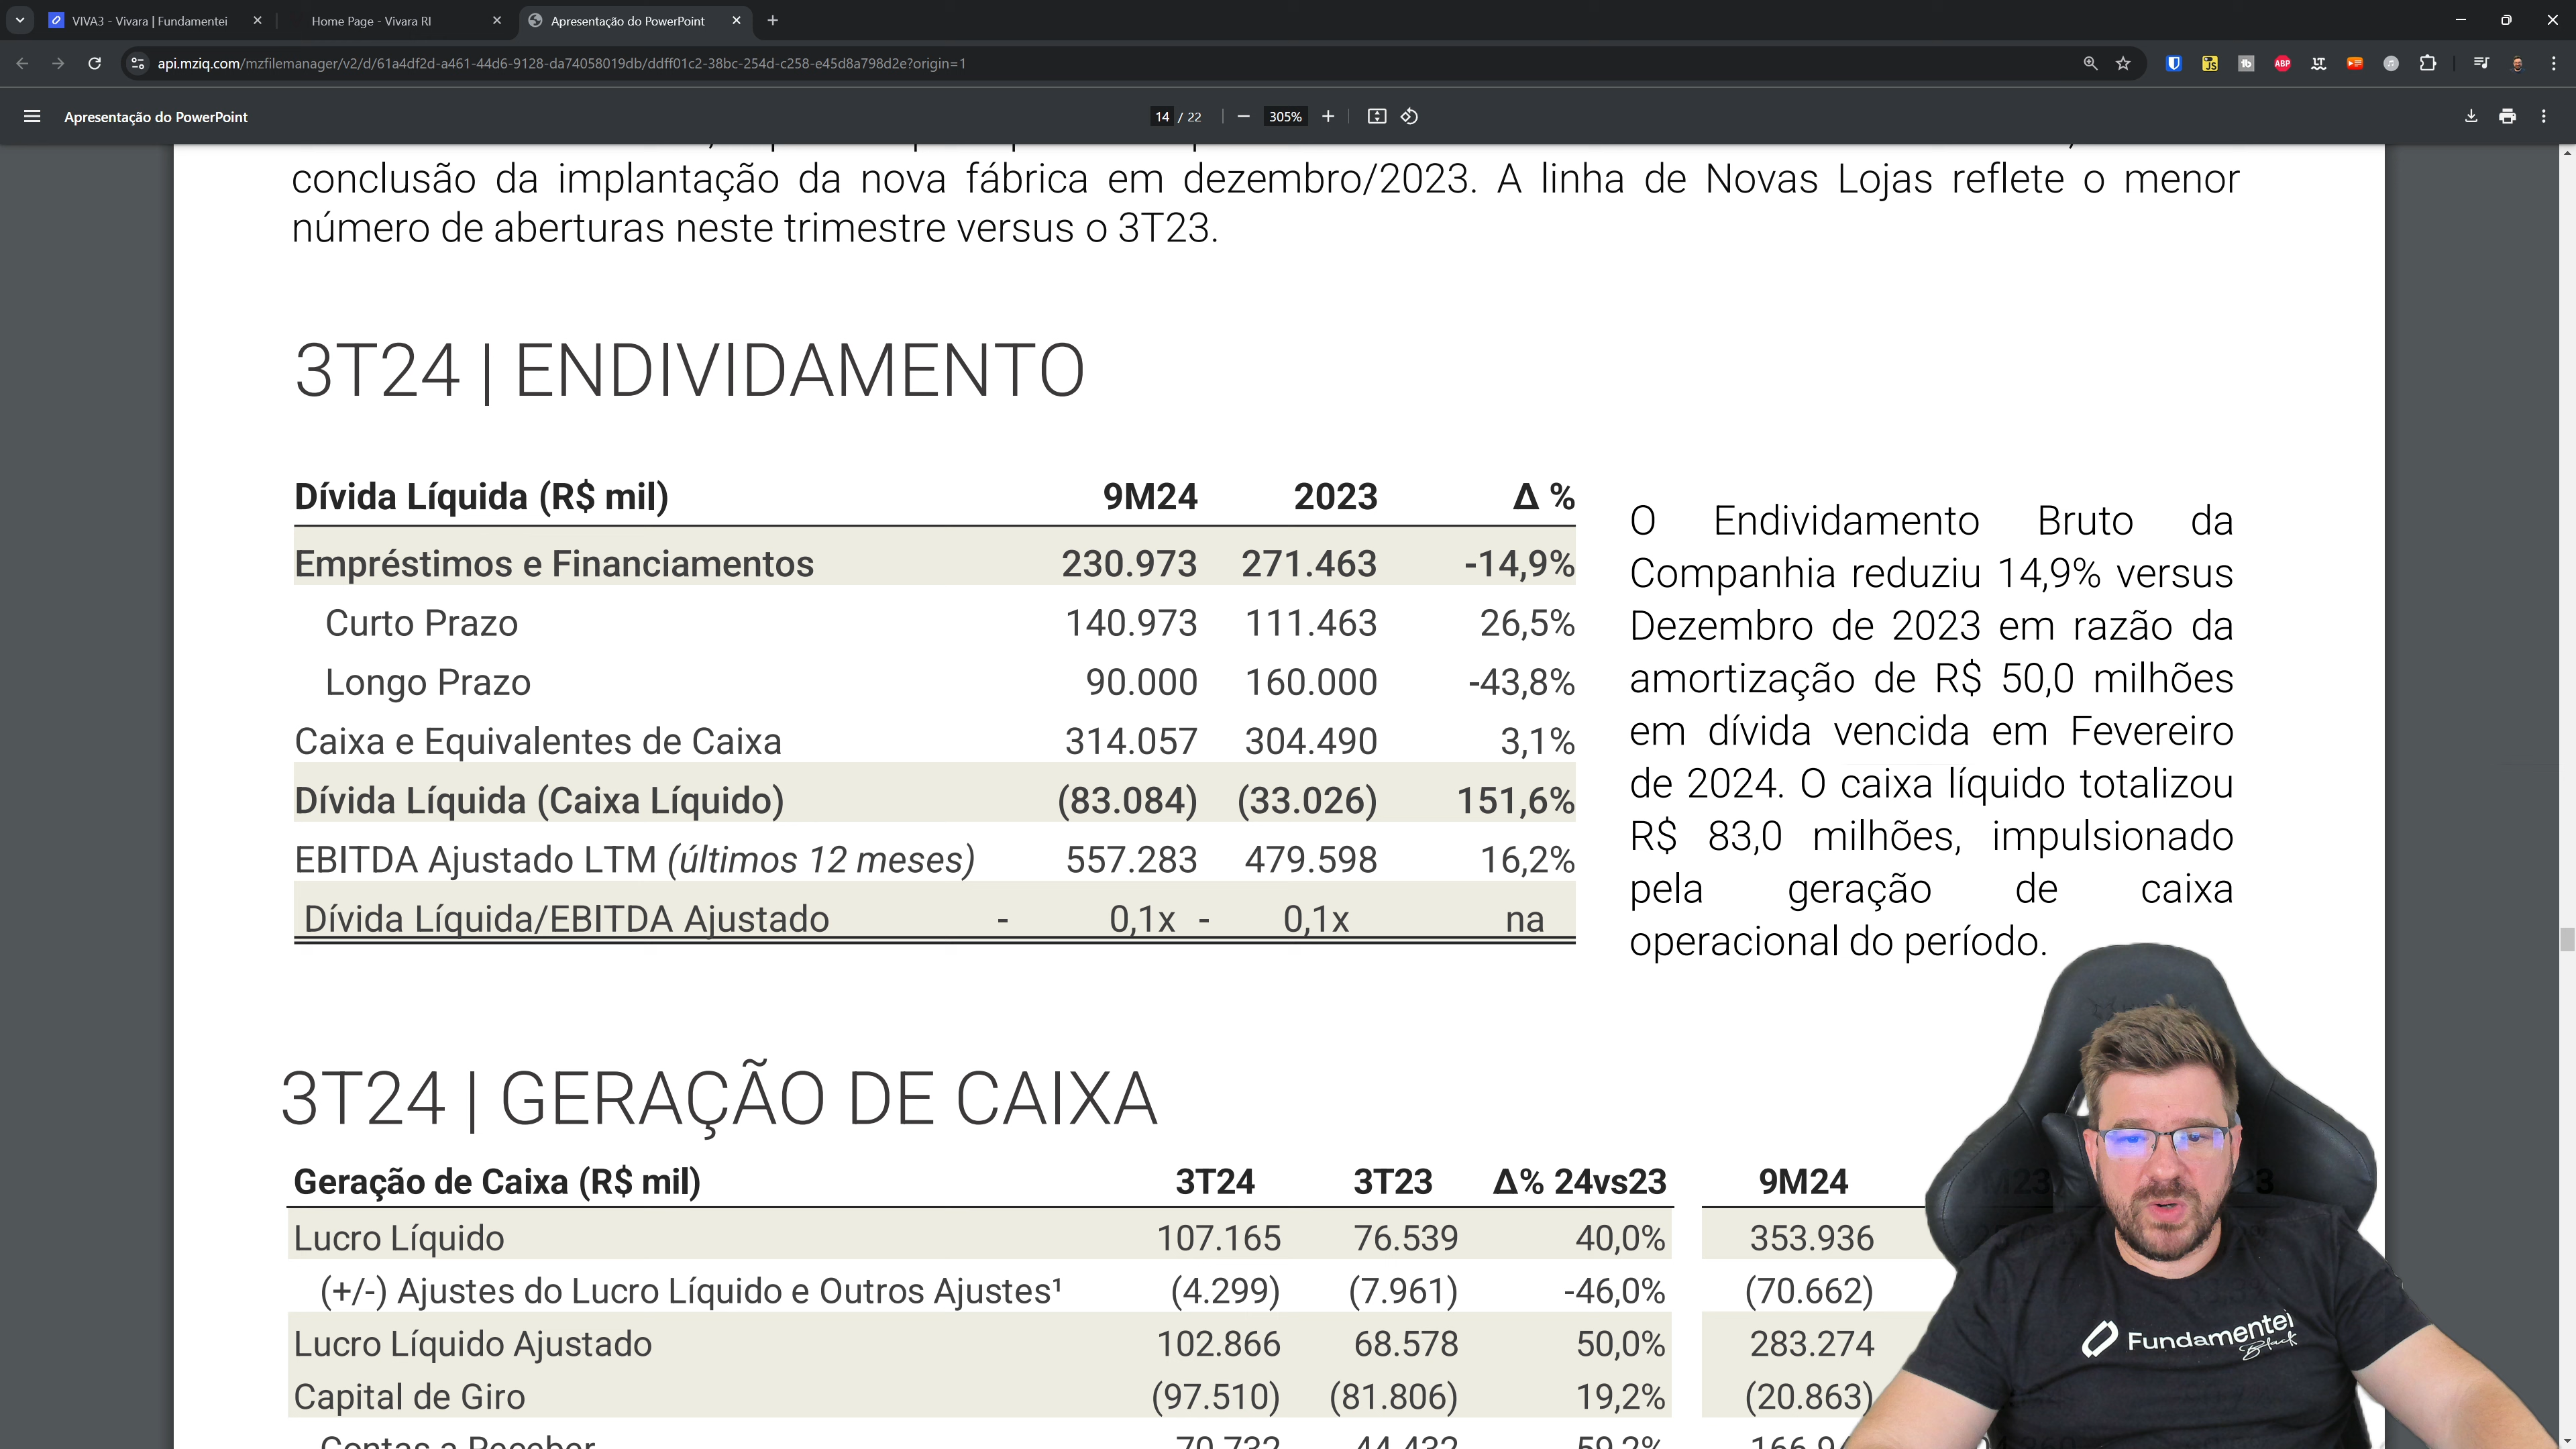 VIVA3 - Vivara | Fundamentei
Home Page - Vivara RI
Apresentação do PowerPoint
api.mziq.com/mzfilemanager/v2/d/61a4df2d-a461-44d6-9128-da74058019db/ddff01c2-38bc-254d-c258-e45d8a798d2e?origin=1
Apresentação do PowerPoint
14 / 22
305%
conclusão da implantação da nova fábrica em dezembro/2023. A linha de Novas Lojas reflete o menor
número de aberturas neste trimestre versus o 3T23.
3T24 | ENDIVIDAMENTO
Dívida Líquida (R$ mil) 9M24 2023 Δ %
Empréstimos e Financiamentos 230.973 271.463 -14,9%
Curto Prazo 140.973 111.463 26,5%
Longo Prazo 90.000 160.000 -43,8%
Caixa e Equivalentes de Caixa 314.057 304.490 3,1%
Dívida Líquida (Caixa Líquido) (83.084) (33.026) 151,6%
EBITDA Ajustado LTM (últimos 12 meses) 557.283 479.598 16,2%
Dívida Líquida/EBITDA Ajustado - 0,1x - 0,1x na
O Endividamento Bruto da
Companhia reduziu 14,9% versus
Dezembro de 2023 em razão da
amortização de R$ 50,0 milhões
em dívida vencida em Fevereiro
de 2024. O caixa líquido totalizou
R$ 83,0 milhões, impulsionado
pela geração de caixa
operacional do período.
3T24 | GERAÇÃO DE CAIXA
Geração de Caixa (R$ mil) 3T24 3T23 Δ% 24vs23 9M24
Lucro Líquido 107.165 76.539 40,0% 353.936
(+/-) Ajustes do Lucro Líquido e Outros Ajustes¹ (4.299) (7.961) -46,0% (70.662)
Lucro Líquido Ajustado 102.866 68.578 50,0% 283.274
Capital de Giro (97.510) (81.806) 19,2% (20.863)
Contas a Receber 70.732 44.432 59,2%
Fundamentei
Black